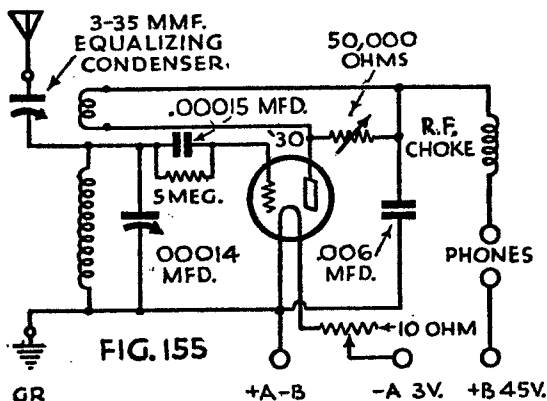 3-35 MMF.
EQUALIZING
CONDENSER.
50,000
OHMS
.00015 MFD.
'30
R.F.
CHOKE
5 MEG.
.00014
MFD.
.006
MFD.
PHONES
10 OHM
FIG. 155
GR
+A-B
-A 3V.
+B 45V.